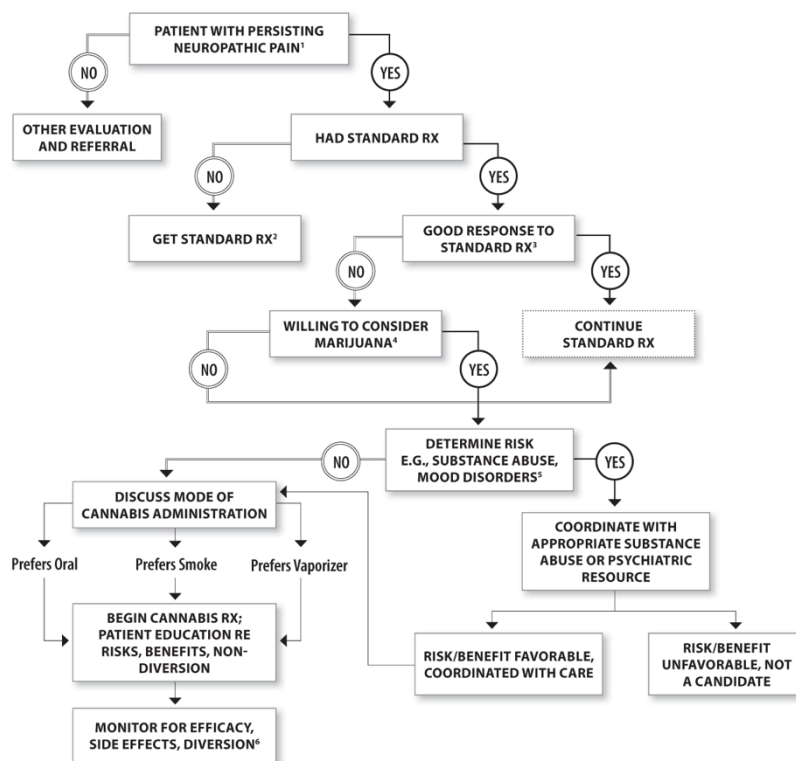 PATIENT WITH PERSISTING
NEUROPATHIC PAIN¹
NO
YES
OTHER EVALUATION
AND REFERRAL
HAD STANDARD RX
NO
YES
GET STANDARD RX²
GOOD RESPONSE TO
STANDARD RX³
NO
YES
WILLING TO CONSIDER
MARIJUANA⁴
CONTINUE
STANDARD RX
NO
YES
DETERMINE RISK
E.G., SUBSTANCE ABUSE,
MOOD DISORDERS⁵
NO
YES
DISCUSS MODE OF
CANNABIS ADMINISTRATION
COORDINATE WITH
APPROPRIATE SUBSTANCE
ABUSE OR PSYCHIATRIC
RESOURCE
Prefers Oral
Prefers Smoke
Prefers Vaporizer
BEGIN CANNABIS RX;
PATIENT EDUCATION RE
RISKS, BENEFITS, NON-
DIVERSION
RISK/BENEFIT FAVORABLE,
COORDINATED WITH CARE
RISK/BENEFIT
UNFAVORABLE, NOT
A CANDIDATE
MONITOR FOR EFFICACY,
SIDE EFFECTS, DIVERSION⁶